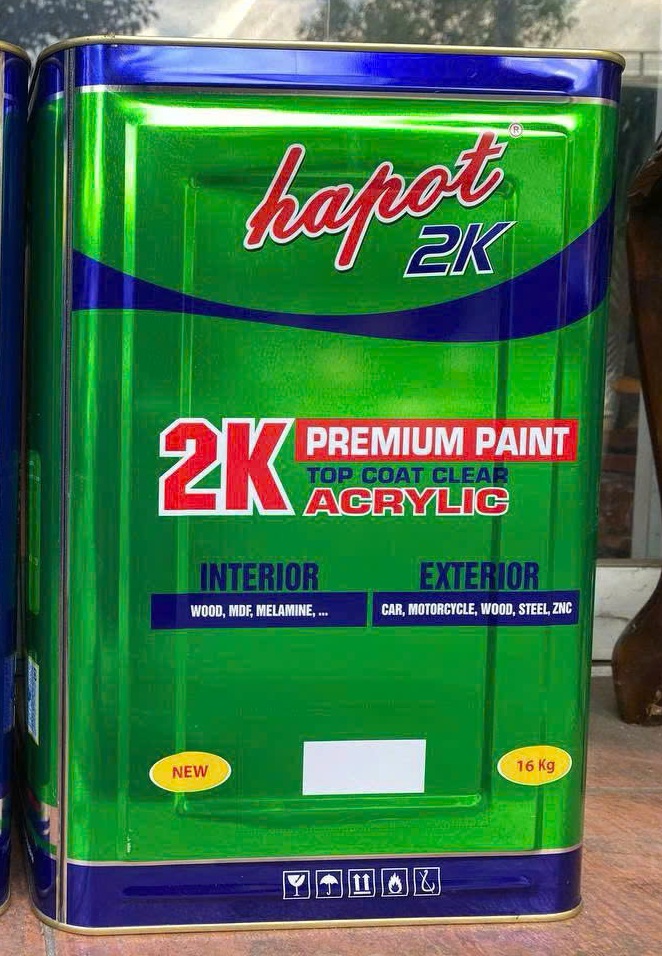 hapot®
2K
2K PREMIUM PAINT
TOP COAT CLEAR
ACRYLIC
INTERIOR
WOOD, MDF, MELAMINE, ...
EXTERIOR
CAR, MOTORCYCLE, WOOD, STEEL, ZNC
NEW
16 Kg